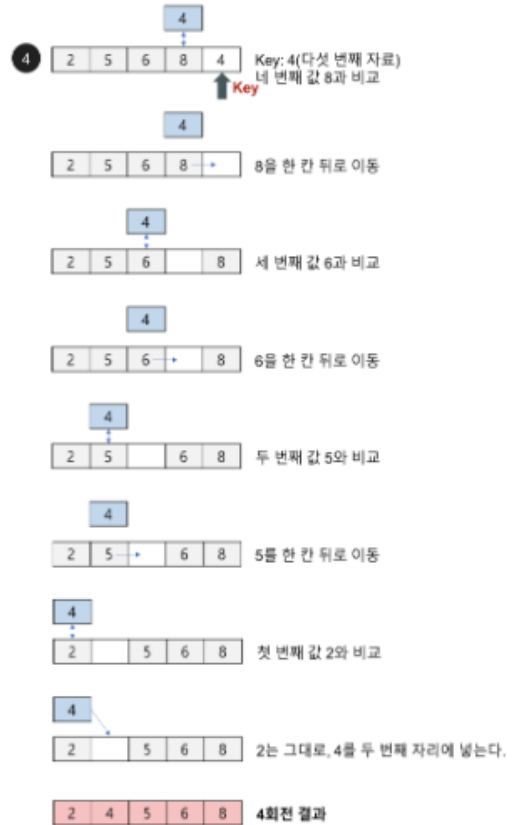 4
4 2 5 6 8 4 Key: 4(다섯 번째 자료)
네 번째 값 8과 비교
Key
4
2 5 6 8 8을 한 칸 뒤로 이동
4
2 5 6 8 세 번째 값 6과 비교
4
2 5 6 8 6을 한 칸 뒤로 이동
4
2 5 6 8 두 번째 값 5와 비교
4
2 5 6 8 5를 한 칸 뒤로 이동
4
2 5 6 8 첫 번째 값 2와 비교
4
2 5 6 8 2는 그대로, 4를 두 번째 자리에 넣는다.
2 4 5 6 8 4회전 결과